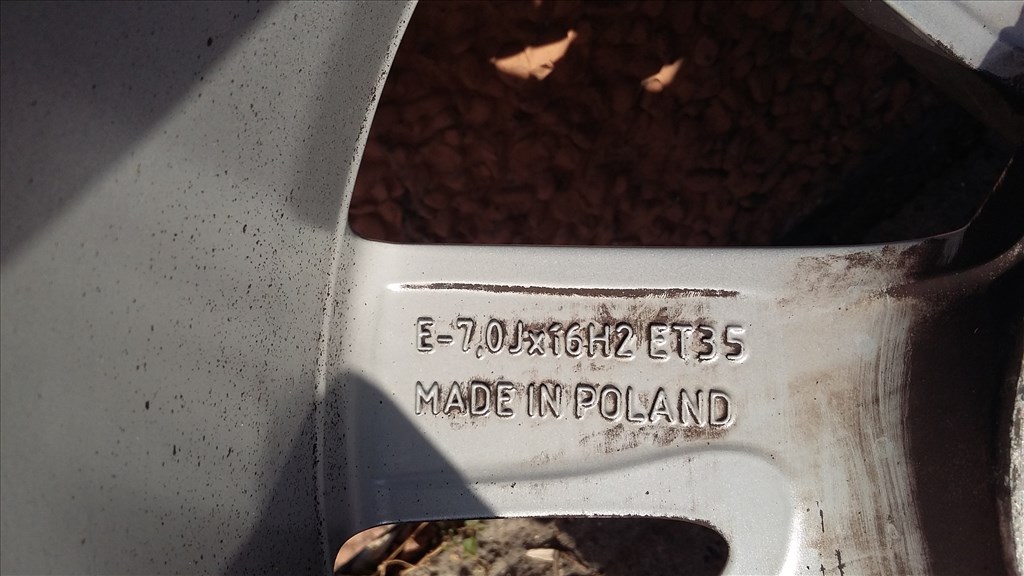 E-7,0Jx16H2 ET35
MADE IN POLAND